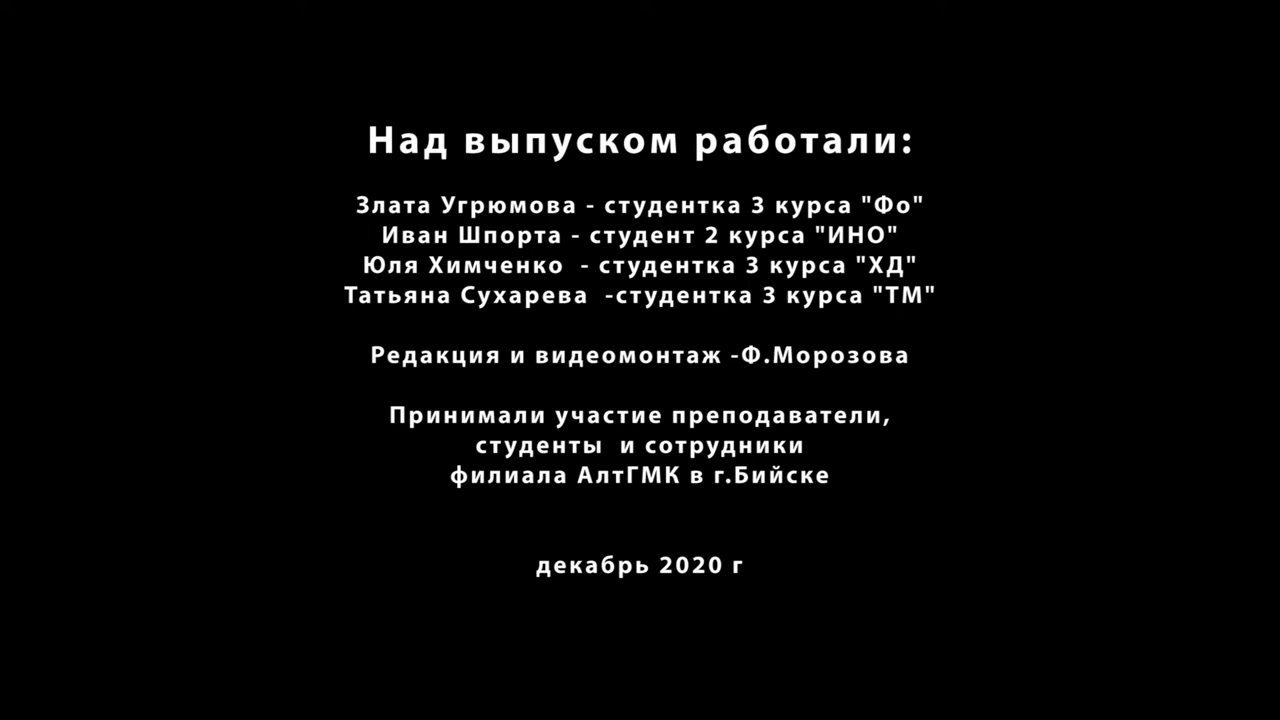 Над выпуском работали:
Злата Угрюмова - студентка 3 курса "Фо"
Иван Шпорта - студент 2 курса "ИНО"
Юля Химченко  - студентка 3 курса "ХД"
Татьяна Сухарева  -студентка 3 курса "ТМ"
Редакция и видеомонтаж -Ф.Морозова
Принимали участие преподаватели,
студенты  и сотрудники
филиала АлтГМК в г.Бийске
декабрь 2020 г